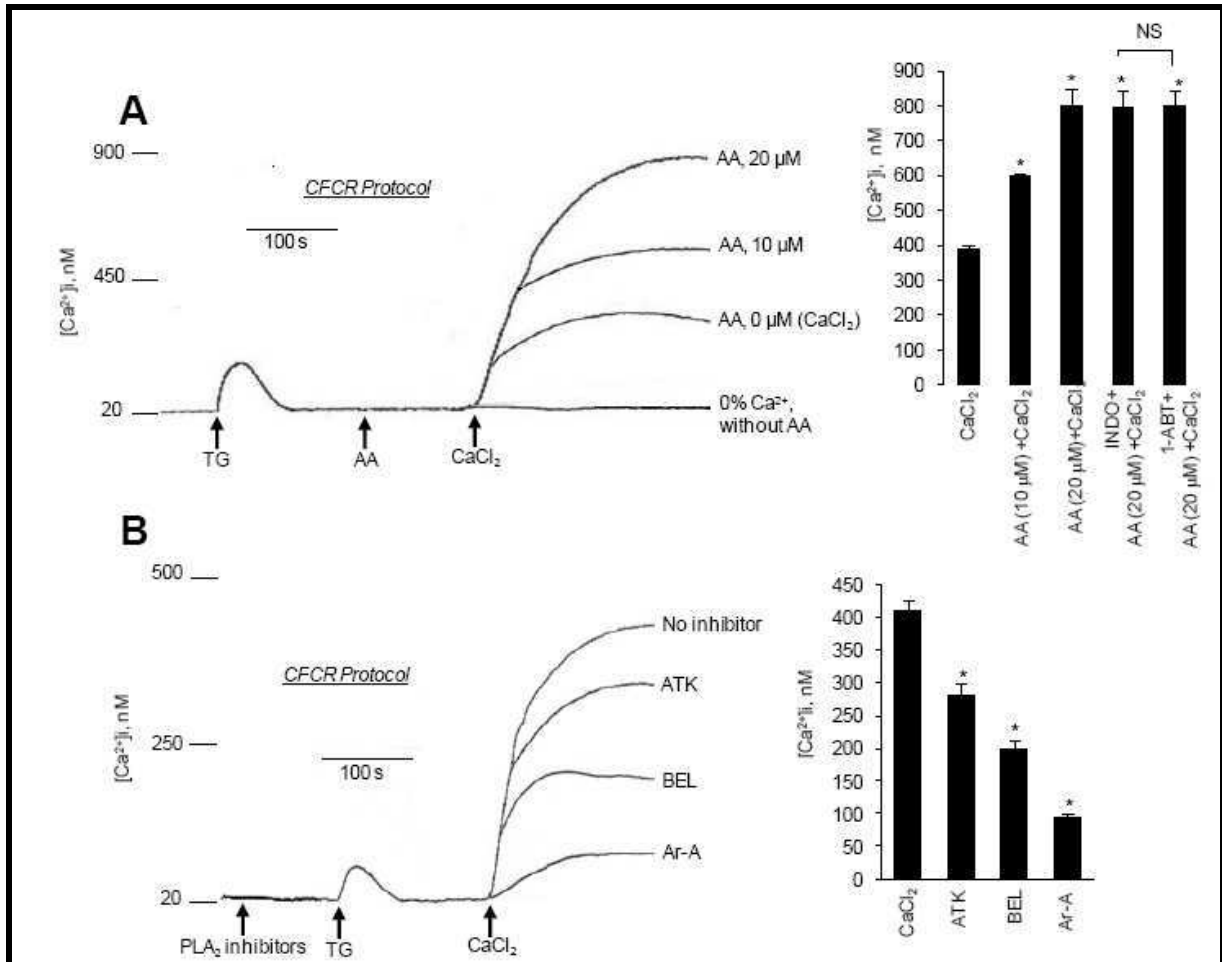 A
900
450
20
[Ca²⁺]i, nM
CFCR Protocol
100 s
TG
AA
CaCl₂
AA, 20 µM
AA, 10 µM
AA, 0 µM (CaCl₂)
0% Ca²⁺,
without AA
NS
900
800
700
600
500
400
300
200
100
0
[Ca²⁺]i, nM
*
*
*
*
CaCl₂
AA (10 µM) +CaCl₂
AA (20 µM)+CaCl₂
INDO+
AA (20 µM) +CaCl₂
1-ABT+
AA (20 µM) +CaCl₂
B
500
250
20
[Ca²⁺]i, nM
CFCR Protocol
100 s
PLA₂ inhibitors
TG
CaCl₂
No inhibitor
ATK
BEL
Ar-A
450
400
350
300
250
200
150
100
50
0
[Ca²⁺]i, nM
*
*
*
CaCl₂
ATK
BEL
Ar-A